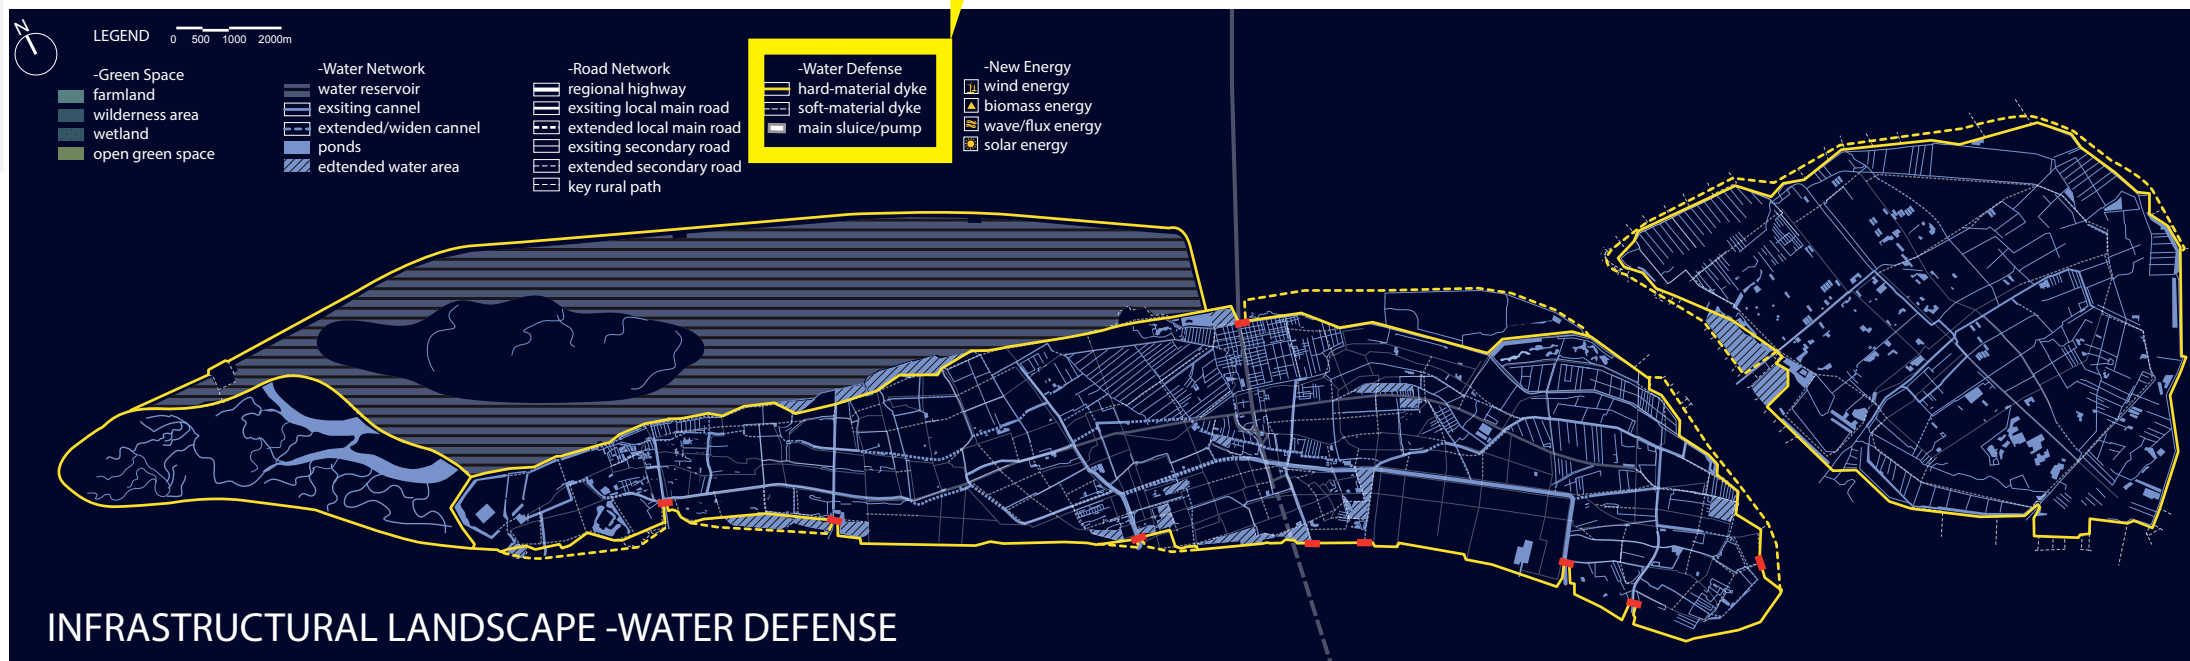 N
LEGEND
0 500 1000 2000m
-Green Space
farmland
wilderness area
wetland
open green space
-Water Network
water reservoir
exsiting cannel
extended/widen cannel
ponds
edtended water area
-Road Network
regional highway
exsiting local main road
extended local main road
exsiting secondary road
extended secondary road
key rural path
-Water Defense
hard-material dyke
soft-material dyke
main sluice/pump
-New Energy
wind energy
biomass energy
wave/flux energy
solar energy
INFRASTRUCTURAL LANDSCAPE -WATER DEFENSE